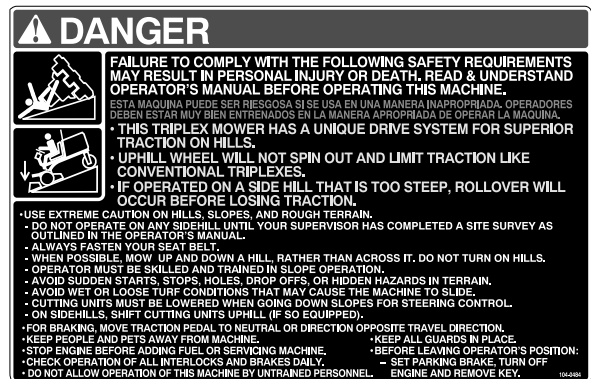 DANGER
FAILURE TO COMPLY WITH THE FOLLOWING SAFETY REQUIREMENTS
MAY RESULT IN PERSONAL INJURY OR DEATH. READ & UNDERSTAND
OPERATOR'S MANUAL BEFORE OPERATING THIS MACHINE.
ESTA MAQUINA PUEDE SER RIESGOSA SI SE USA EN UNA MANERA INAPROPRIADA. OPERADORES
DEBEN ESTAR MUY BIEN ENTRENADOS EN LA MANERA APROPRIADA DE OPERAR LA MAQUINA.
• THIS TRIPLEX MOWER HAS A UNIQUE DRIVE SYSTEM FOR SUPERIOR
TRACTION ON HILLS.
• UPHILL WHEEL WILL NOT SPIN OUT AND LIMIT TRACTION LIKE
CONVENTIONAL TRIPLEXES.
• IF OPERATED ON A SIDE HILL THAT IS TOO STEEP, ROLLOVER WILL
OCCUR BEFORE LOSING TRACTION.
• USE EXTREME CAUTION ON HILLS, SLOPES, AND ROUGH TERRAIN.
- DO NOT OPERATE ON ANY SIDEHILL UNTIL YOUR SUPERVISOR HAS COMPLETED A SITE SURVEY AS
OUTLINED IN THE OPERATOR'S MANUAL.
- ALWAYS FASTEN YOUR SEAT BELT.
- WHEN POSSIBLE, MOW UP AND DOWN A HILL, RATHER THAN ACROSS IT. DO NOT TURN ON HILLS.
- OPERATOR MUST BE SKILLED AND TRAINED IN SLOPE OPERATION.
- AVOID SUDDEN STARTS, STOPS, HOLES, DROP OFFS, OR HIDDEN HAZARDS IN TERRAIN.
- AVOID WET OR LOOSE TURF CONDITIONS THAT MAY CAUSE THE MACHINE TO SLIDE.
- CUTTING UNITS MUST BE LOWERED WHEN GOING DOWN SLOPES FOR STEERING CONTROL.
- ON SIDEHILLS, SHIFT CUTTING UNITS UPHILL (IF SO EQUIPPED).
• FOR BRAKING, MOVE TRACTION PEDAL TO NEUTRAL OR DIRECTION OPPOSITE TRAVEL DIRECTION.
• KEEP PEOPLE AND PETS AWAY FROM MACHINE.
• STOP ENGINE BEFORE ADDING FUEL OR SERVICING MACHINE.
• CHECK OPERATION OF ALL INTERLOCKS AND BRAKES DAILY.
• DO NOT ALLOW OPERATION OF THIS MACHINE BY UNTRAINED PERSONNEL.
• KEEP ALL GUARDS IN PLACE.
• BEFORE LEAVING OPERATOR'S POSITION:
– SET PARKING BRAKE, TURN OFF
ENGINE AND REMOVE KEY.
104-0484